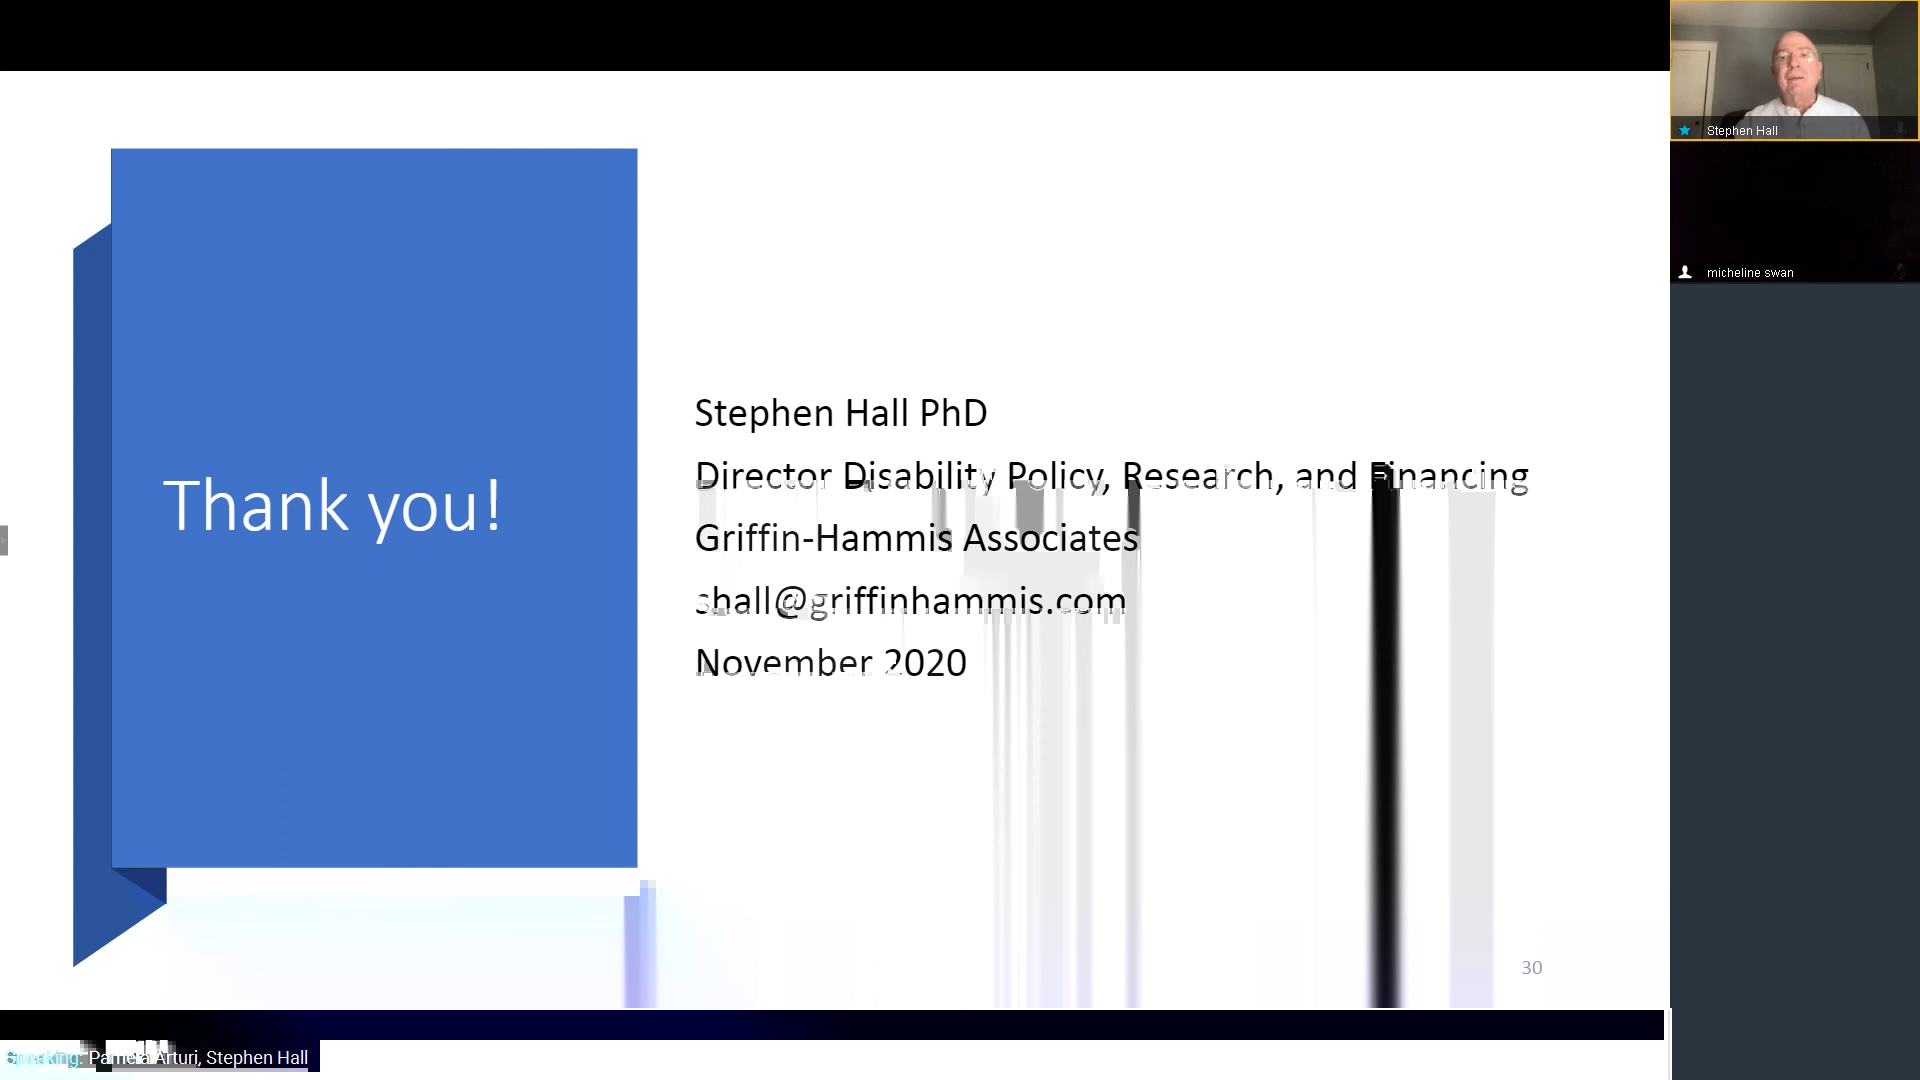 Thank you!
Stephen Hall PhD
Director Disability Policy, Research, and Financing
Griffin-Hammis Associates
shall@griffinhammis.com
November 2020
30
Stephen Hall
micheline swan
Speaking: Pamela Arturi, Stephen Hall